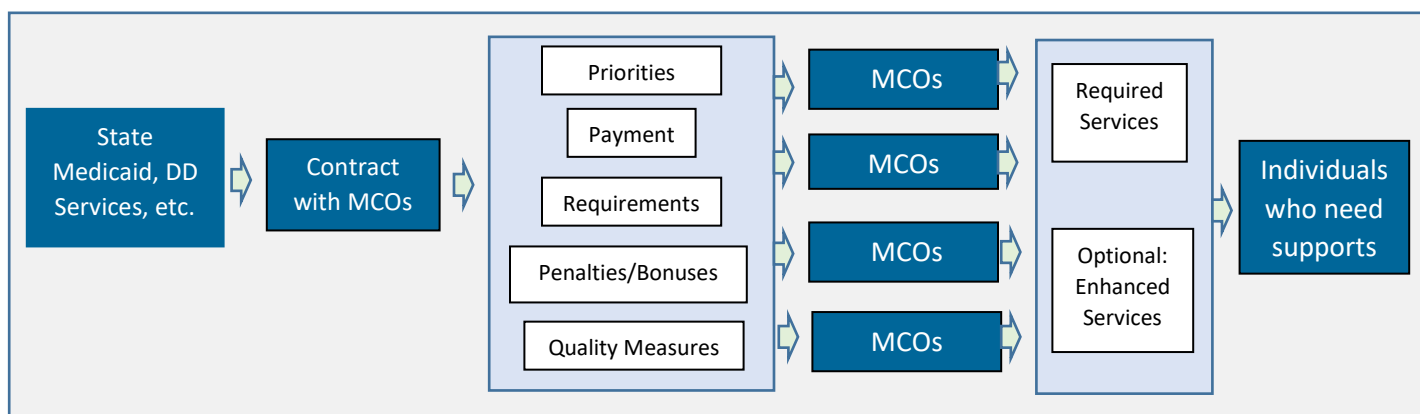 State
Medicaid, DD
Services, etc.
Contract
with MCOs
Priorities
Payment
Requirements
Penalties/Bonuses
Quality Measures
MCOs
MCOs
MCOs
MCOs
Required
Services
Optional:
Enhanced
Services
Individuals
who need
supports